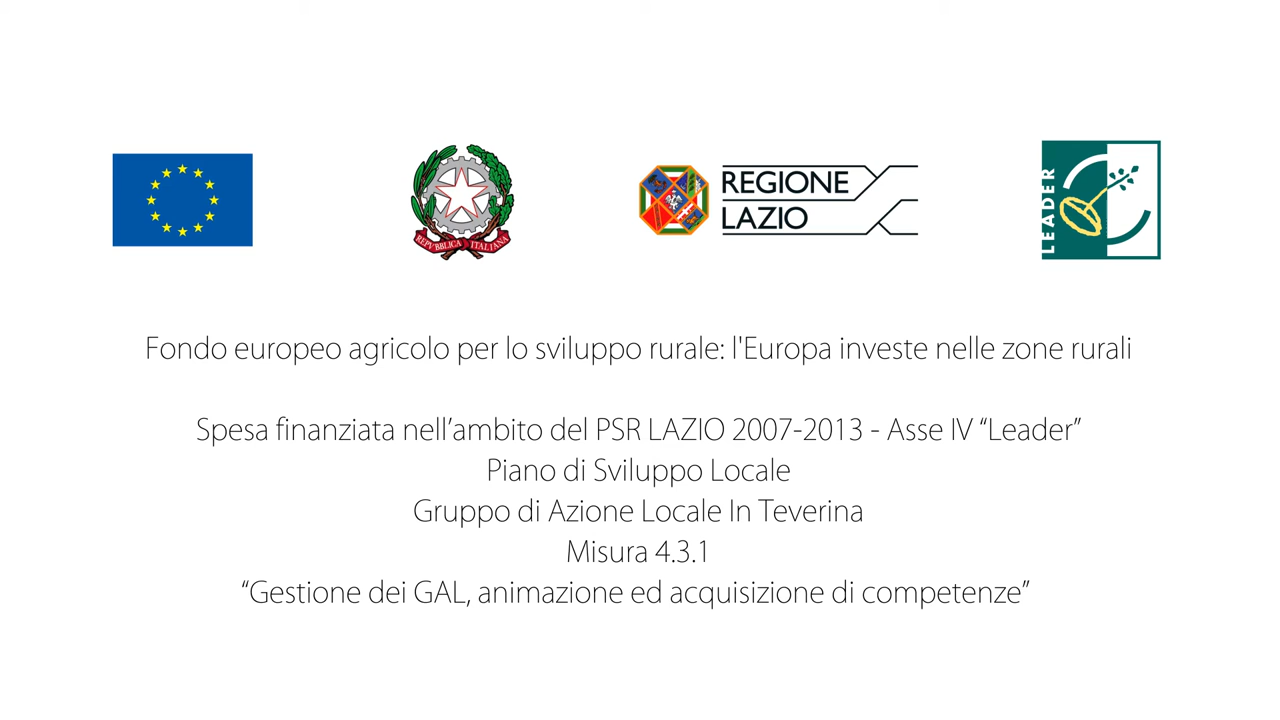 REPVBBLICA ITALIANA
REGIONE
LAZIO
LEADER
Fondo europeo agricolo per lo sviluppo rurale: l'Europa investe nelle zone rurali
Spesa finanziata nell’ambito del PSR LAZIO 2007-2013 - Asse IV “Leader”
Piano di Sviluppo Locale
Gruppo di Azione Locale In Teverina
Misura 4.3.1
“Gestione dei GAL, animazione ed acquisizione di competenze”